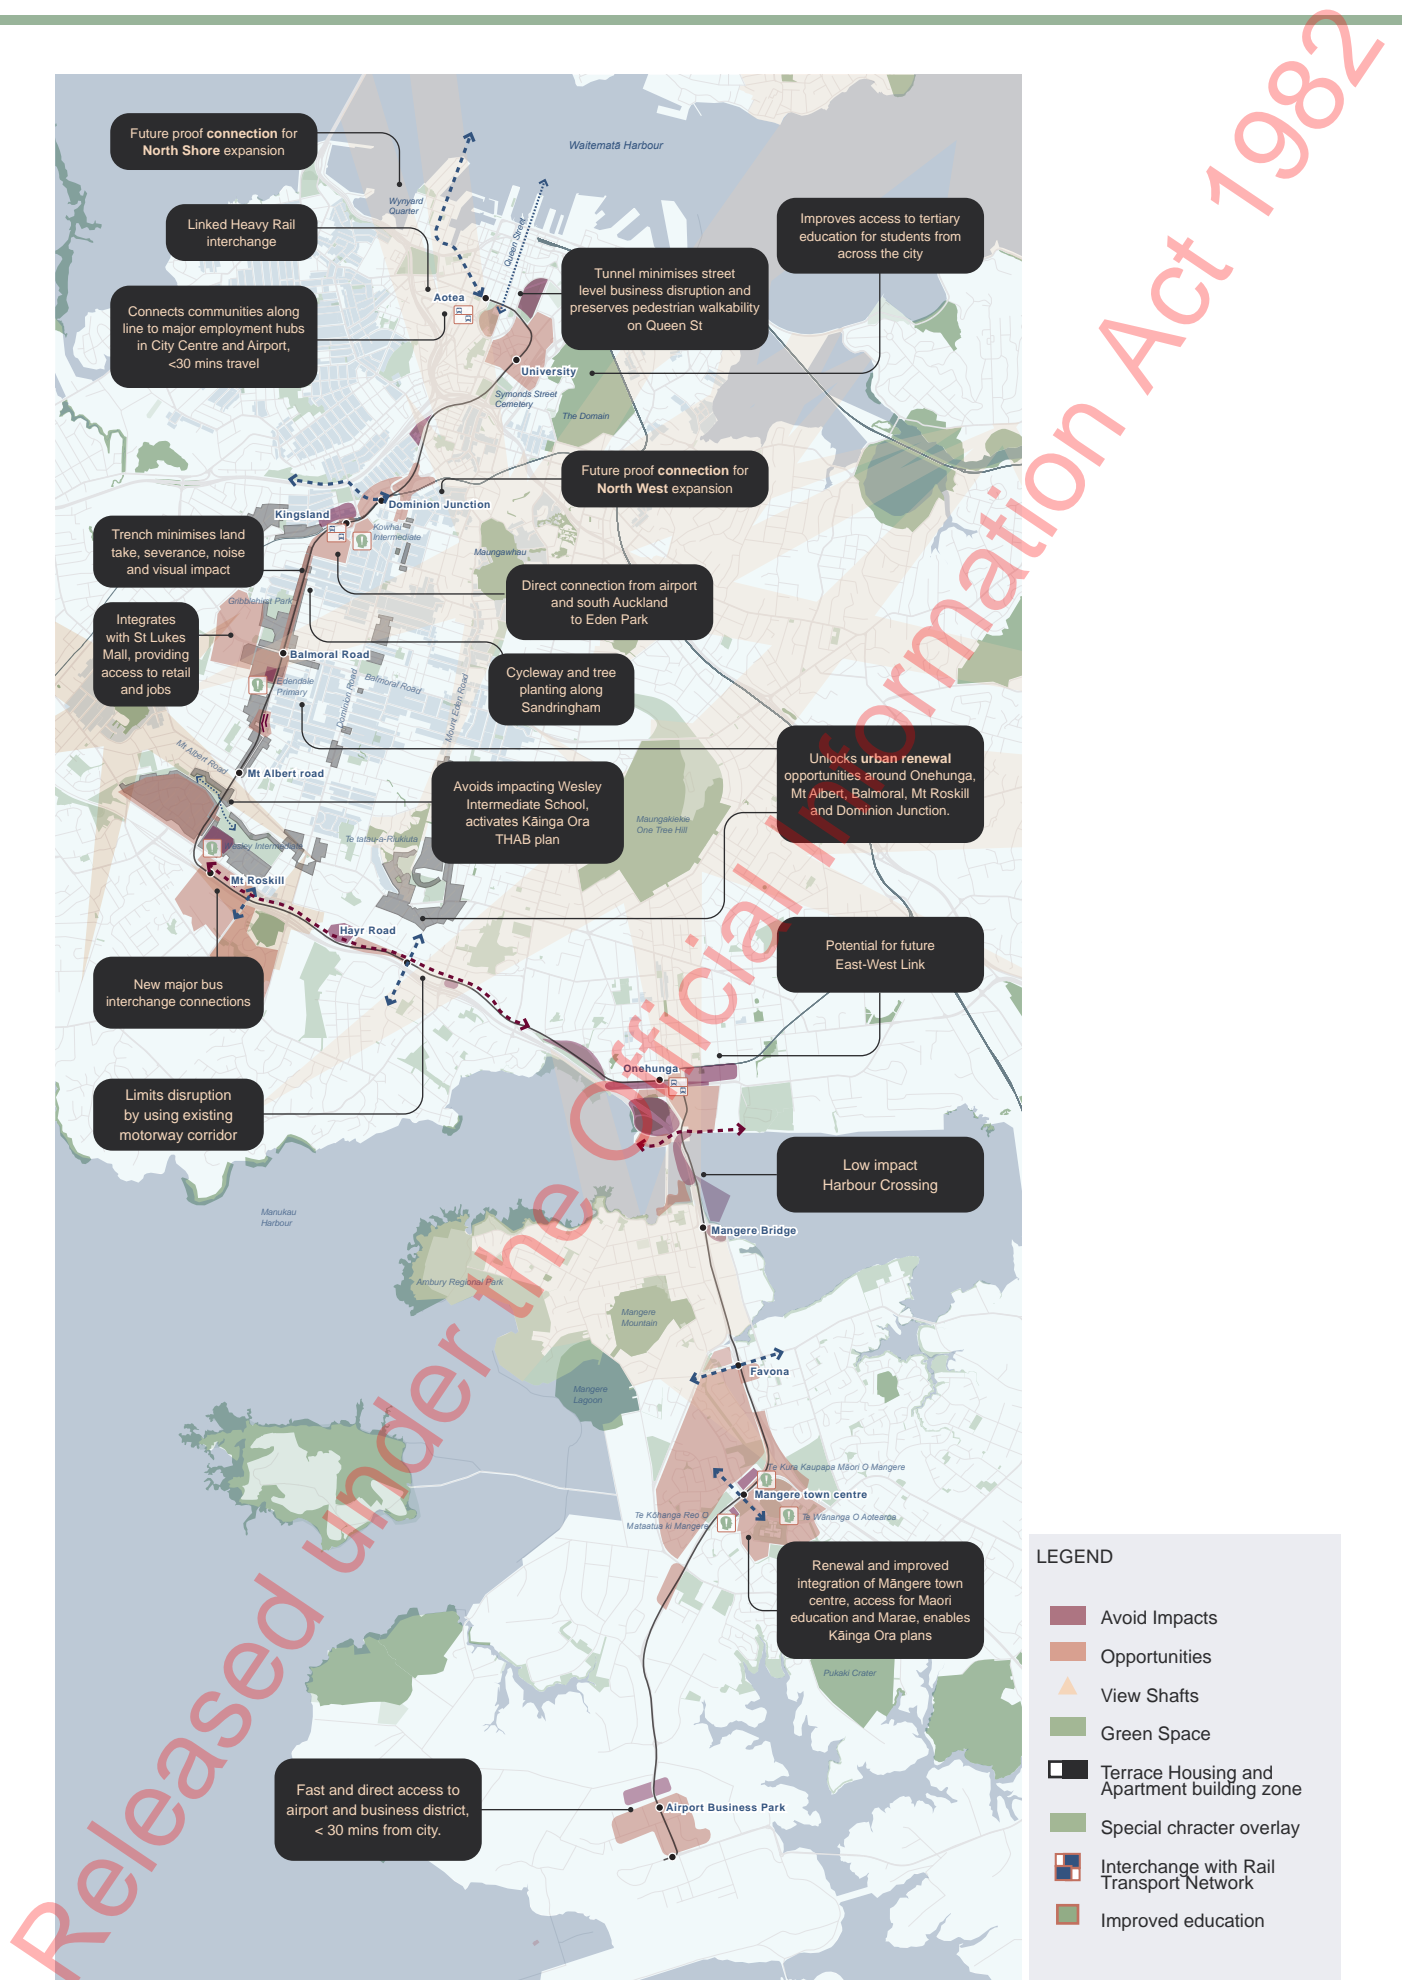 Future proof connection for
North Shore expansion
Waitematā Harbour
Wynyard
Quarter
Queen Street
Linked Heavy Rail
interchange
Improves access to tertiary
education for students from
across the city
Tunnel minimises street
level business disruption and
preserves pedestrian walkability
on Queen St
Aotea
Connects communities along
line to major employment hubs
in City Centre and Airport,
<30 mins travel
University
Symonds Street
Cemetery
The Domain
Future proof connection for
North West expansion
Dominion Junction
Kingsland
Kowhai
Intermediate
Maungawhau
Trench minimises land
take, severance, noise
and visual impact
Direct connection from airport
and south Auckland
to Eden Park
Gribblehirst Park
Integrates
with St Lukes
Mall, providing
access to retail
and jobs
Balmoral Road
Edendale
Primary
Dominion Road
Balmoral Road
Mount Eden Road
Cycleway and tree
planting along
Sandringham
Unlocks urban renewal
opportunities around Onehunga,
Mt Albert, Balmoral, Mt Roskill
and Dominion Junction.
Mt Albert Road
Mt Albert road
Avoids impacting Wesley
Intermediate School,
activates Kāinga Ora
THAB plan
Maungakiekie
One Tree Hill
Te tatau-a-Riukiuta
Wesley Intermediate
Mt Roskill
Hayr Road
Potential for future
East-West Link
New major bus
interchange connections
Onehunga
Limits disruption
by using existing
motorway corridor
Low impact
Harbour Crossing
Manukau
Harbour
Mangere Bridge
Ambury Regional Park
Mangere
Mountain
Favona
Mangere
Lagoon
Te Kura Kaupapa Māori O Mangere
Mangere town centre
Te Kōhanga Reo O
Mataatua ki Mangere
Te Wānanga O Aotearoa
Renewal and improved
integration of Māngere town
centre, access for Maori
education and Marae, enables
Kāinga Ora plans
Pukaki Crater
Fast and direct access to
airport and business district,
< 30 mins from city.
Airport Business Park
LEGEND
Avoid Impacts
Opportunities
View Shafts
Green Space
Terrace Housing and
Apartment building zone
Special chracter overlay
Interchange with Rail
Transport Network
Improved education
Released under the Official Information Act 1982